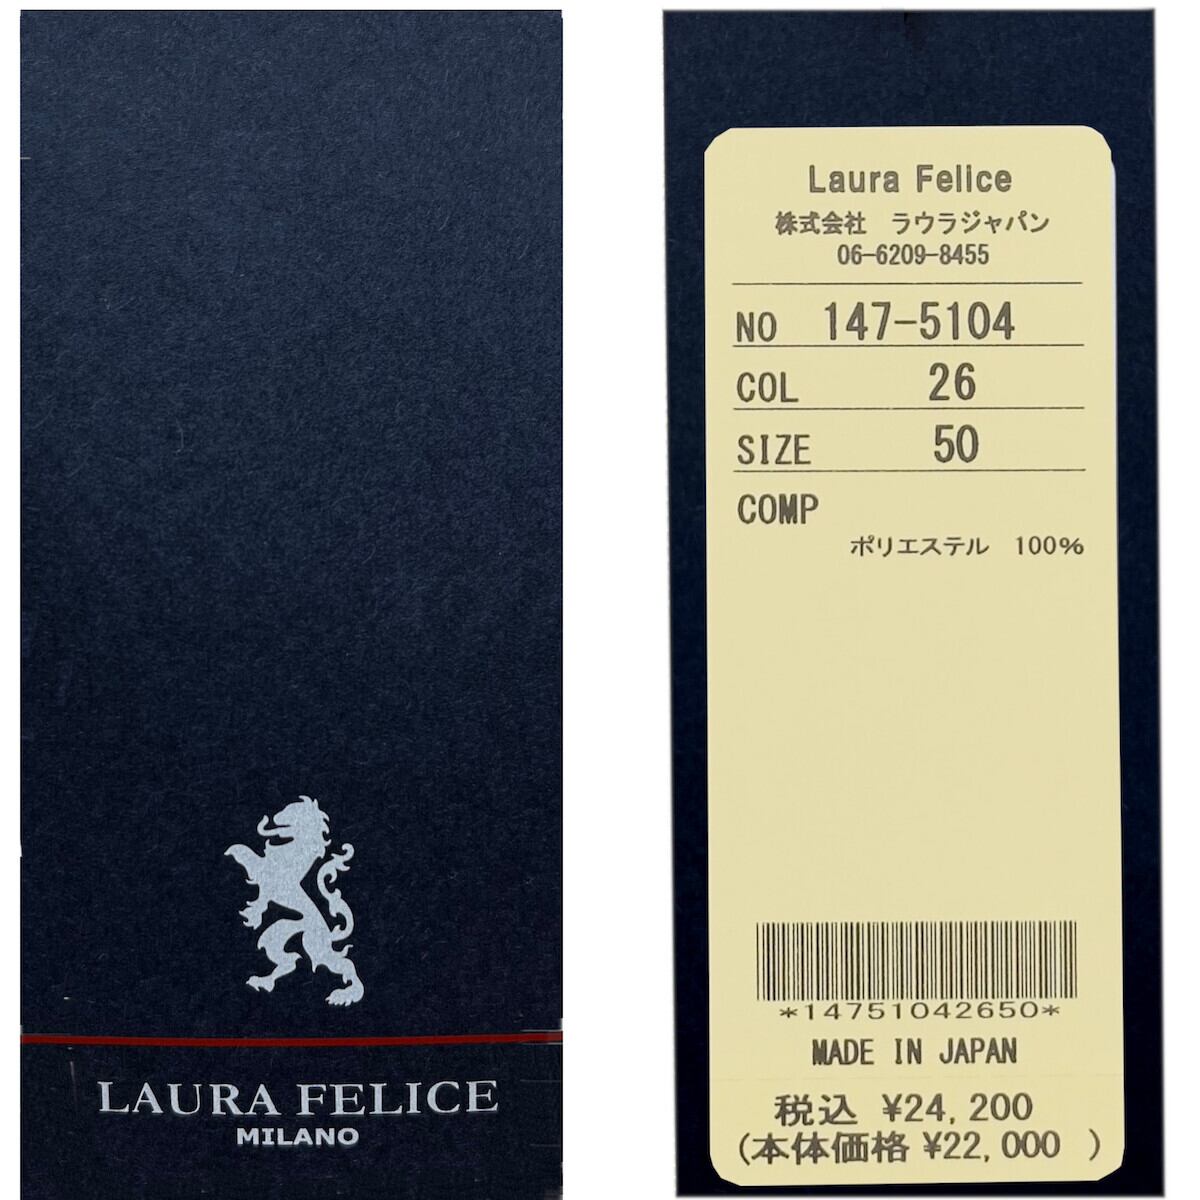 LAURA FELICE
MILANO
Laura Felice
株式会社　ラウラジャパン
06-6209-8455
NO 147-5104
COL 26
SIZE 50
COMP
ポリエステル 100%
*14751042650*
MADE IN JAPAN
税込 ¥24,200
(本体価格 ¥22,000 )